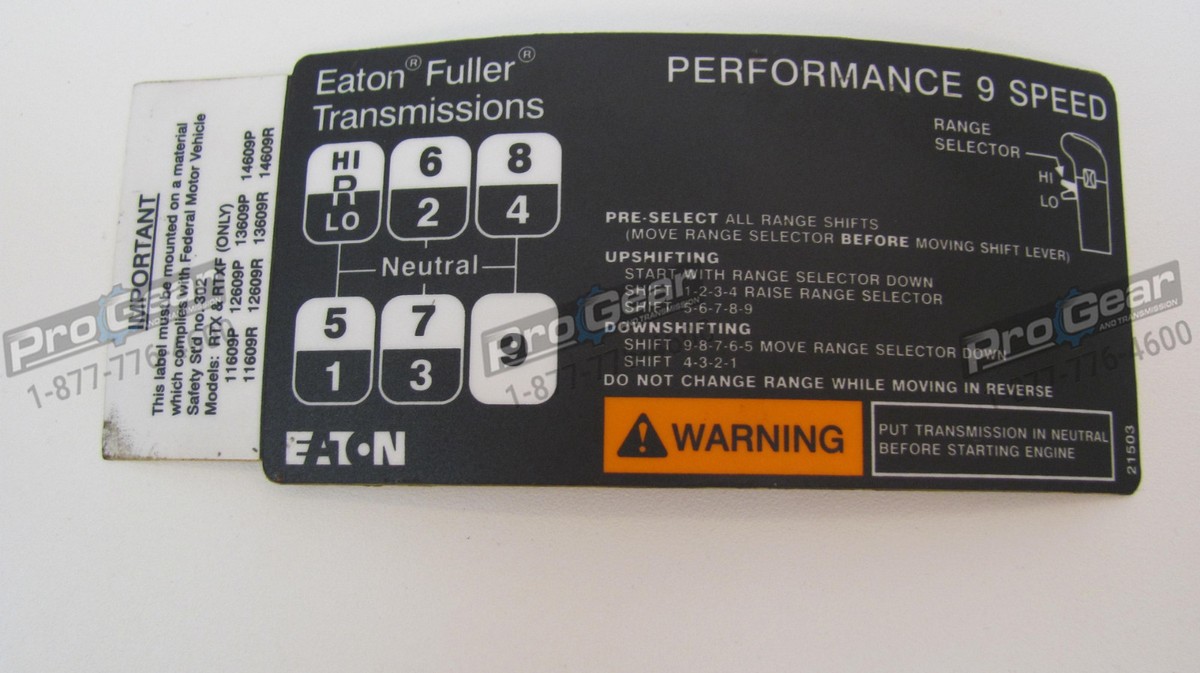 IMPORTANT
This label must be mounted on a material
which complies with Federal Motor Vehicle
Safety Std no. 302
Models: RTX & RTXF (ONLY)
11609P 12609P 13609P 14609P
11609R 12609R 13609R 14609R
Eaton® Fuller®
Transmissions
HI
R
LO
6
2
8
4
Neutral
5
1
7
3
9
EATON
PERFORMANCE 9 SPEED
RANGE
SELECTOR
HI
LO
PRE-SELECT ALL RANGE SHIFTS
(MOVE RANGE SELECTOR BEFORE MOVING SHIFT LEVER)
UPSHIFTING
START WITH RANGE SELECTOR DOWN
SHIFT 1-2-3-4 RAISE RANGE SELECTOR
SHIFT 5-6-7-8-9
DOWNSHIFTING
SHIFT 9-8-7-6-5 MOVE RANGE SELECTOR DOWN
SHIFT 4-3-2-1
DO NOT CHANGE RANGE WHILE MOVING IN REVERSE
WARNING
PUT TRANSMISSION IN NEUTRAL
BEFORE STARTING ENGINE
21503
ProGear
AND TRANSMISSION
1-877-776-4600